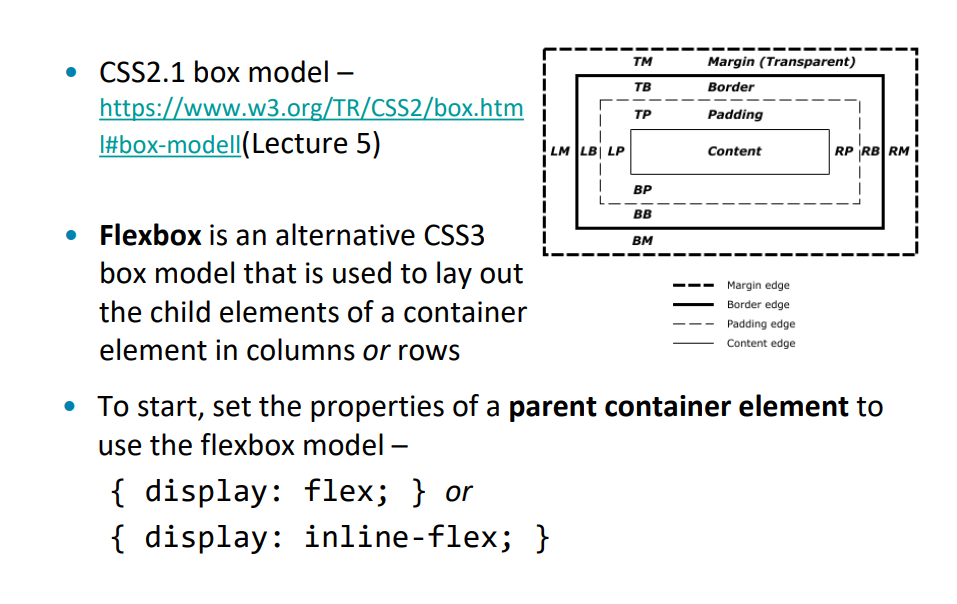 • CSS2.1 box model –
https://www.w3.org/TR/CSS2/box.htm
l#box-modell(Lecture 5)
• Flexbox is an alternative CSS3
box model that is used to lay out
the child elements of a container
element in columns or rows
TM Margin (Transparent)
TB Border
TP Padding
LM LB LP Content RP RB RM
BP
BB
BM
Margin edge
Border edge
Padding edge
Content edge
• To start, set the properties of a parent container element to
use the flexbox model –
{ display: flex; } or
{ display: inline-flex; }